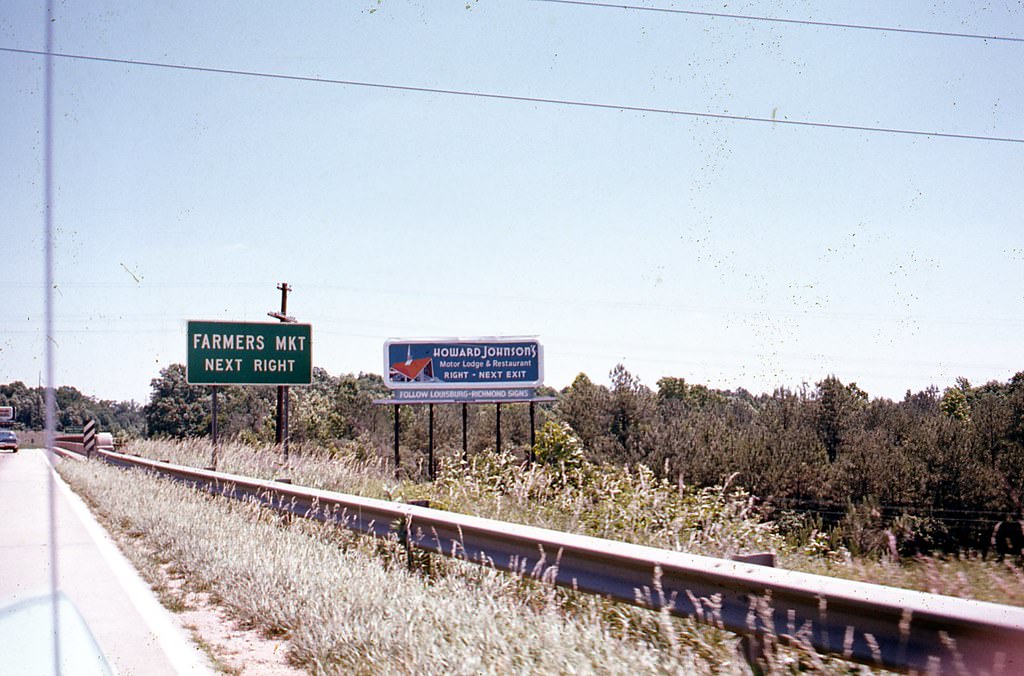 FARMERS MKT
NEXT RIGHT
HOWARD JOHNSON'S
Motor Lodge & Restaurant
RIGHT - NEXT EXIT
FOLLOW LOUISBURG-RICHMOND SIGNS